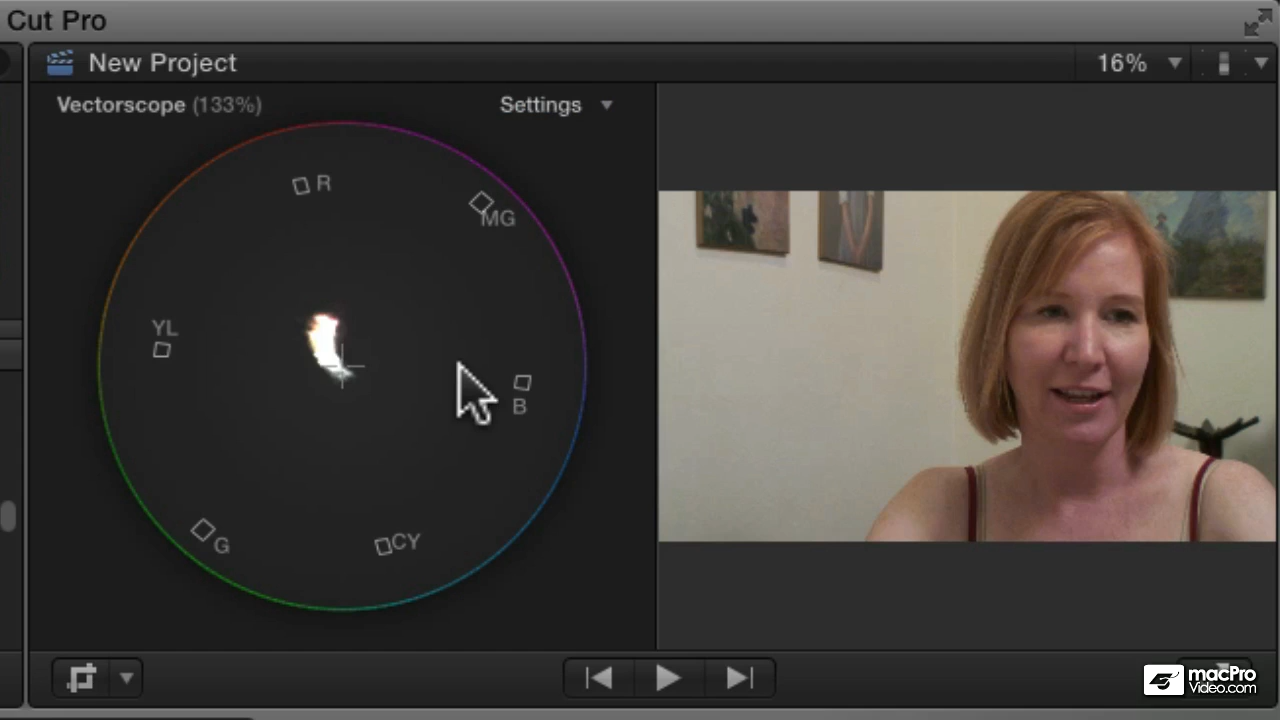 Cut Pro
New Project
16%
Vectorscope (133%)
Settings
R
MG
YL
B
G
CY
macPro
Video.com